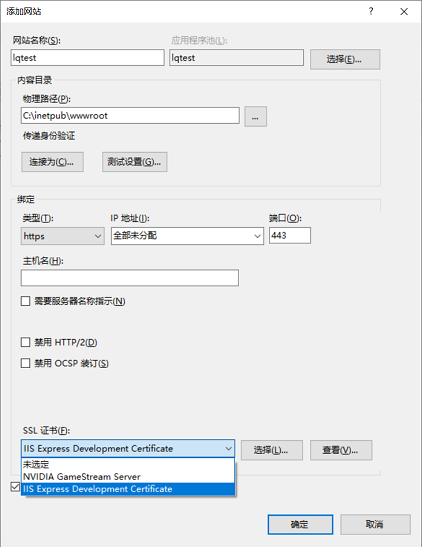 添加网站
? ×
网站名称(S): 应用程序池(L):
lqtest lqtest 选择(E)...
内容目录
物理路径(P):
C:\inetpub\wwwroot ...
传递身份验证
连接为(C)... 测试设置(G)...
绑定
类型(T): IP 地址(I): 端口(O):
https 全部未分配 443
主机名(H):
需要服务器名称指示(N)
禁用 HTTP/2(D)
禁用 OCSP 装订(S)
SSL 证书(F):
IIS Express Development Certificate 选择(L)... 查看(V)...
未选定
NVIDIA GameStream Server
IIS Express Development Certificate
确定 取消